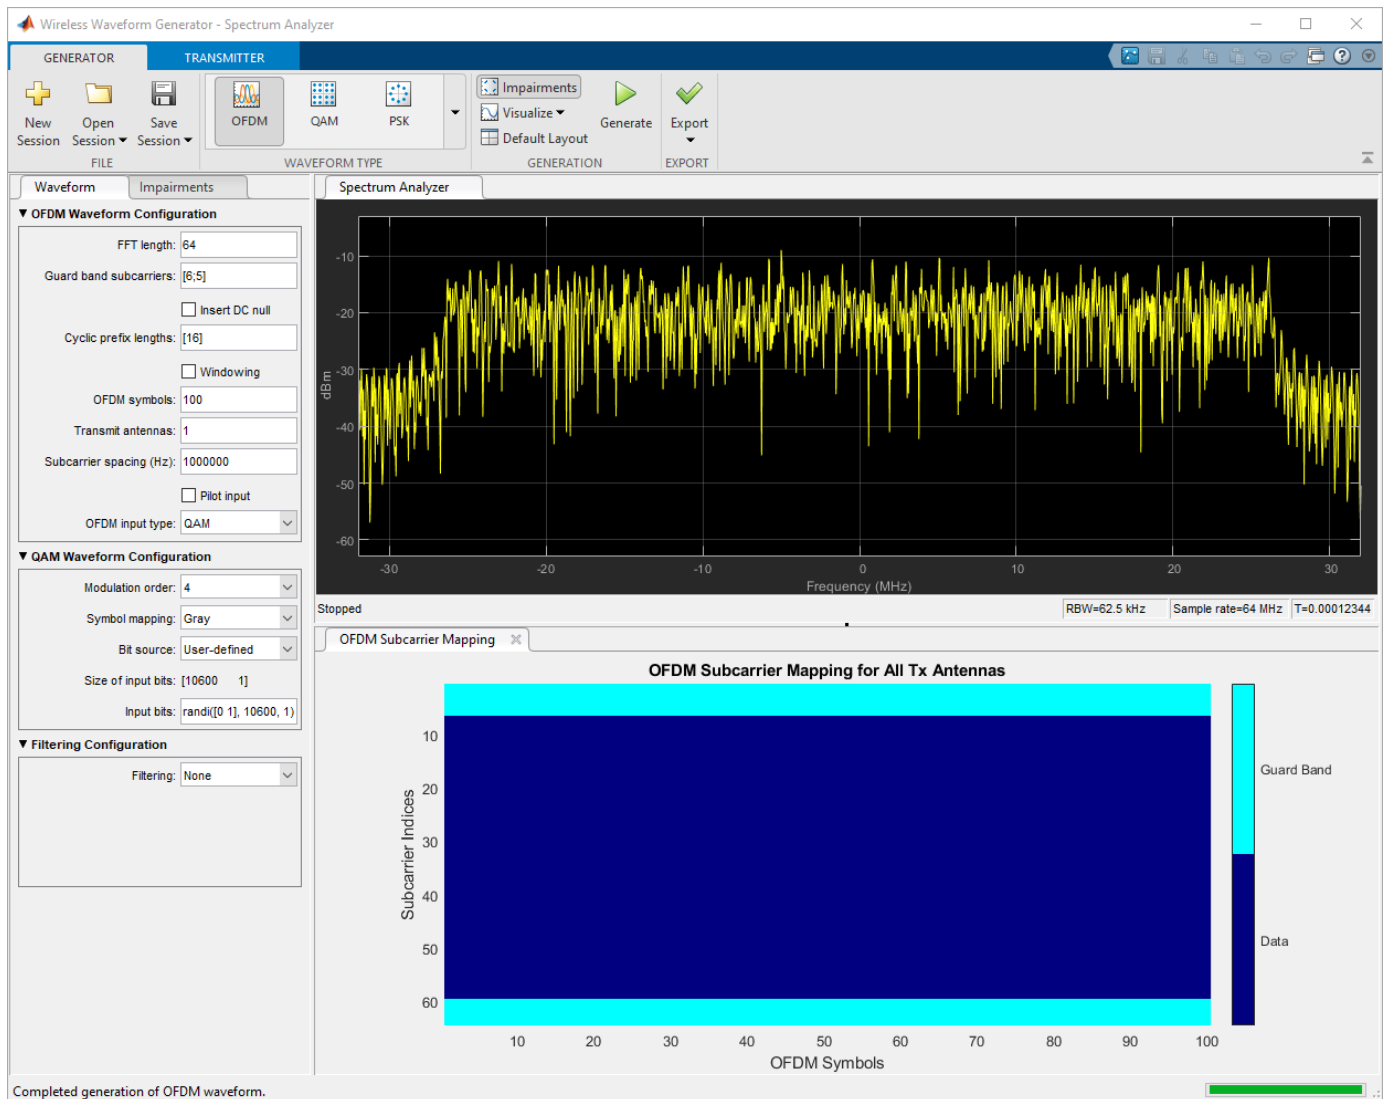 Wireless Waveform Generator - Spectrum Analyzer
GENERATOR
TRANSMITTER
New Session
Open Session
Save Session
FILE
OFDM
QAM
PSK
WAVEFORM TYPE
Impairments
Visualize
Default Layout
Generate
GENERATION
Export
EXPORT
Waveform
Impairments
OFDM Waveform Configuration
FFT length: 64
Guard band subcarriers: [6;5]
Insert DC null
Cyclic prefix lengths: [16]
Windowing
OFDM symbols: 100
Transmit antennas: 1
Subcarrier spacing (Hz): 1000000
Pilot input
OFDM input type: QAM
QAM Waveform Configuration
Modulation order: 4
Symbol mapping: Gray
Bit source: User-defined
Size of input bits: [10600 1]
Input bits: randi([0 1], 10600, 1)
Filtering Configuration
Filtering: None
Spectrum Analyzer
-10
-20
-30
-40
-50
-60
dBm
-30 -20 -10 0 10 20 30
Frequency (MHz)
Stopped
RBW=62.5 kHz
Sample rate=64 MHz
T=0.00012344
OFDM Subcarrier Mapping
OFDM Subcarrier Mapping for All Tx Antennas
10
20
30
40
50
60
Subcarrier Indices
10 20 30 40 50 60 70 80 90 100
OFDM Symbols
Guard Band
Data
Completed generation of OFDM waveform.